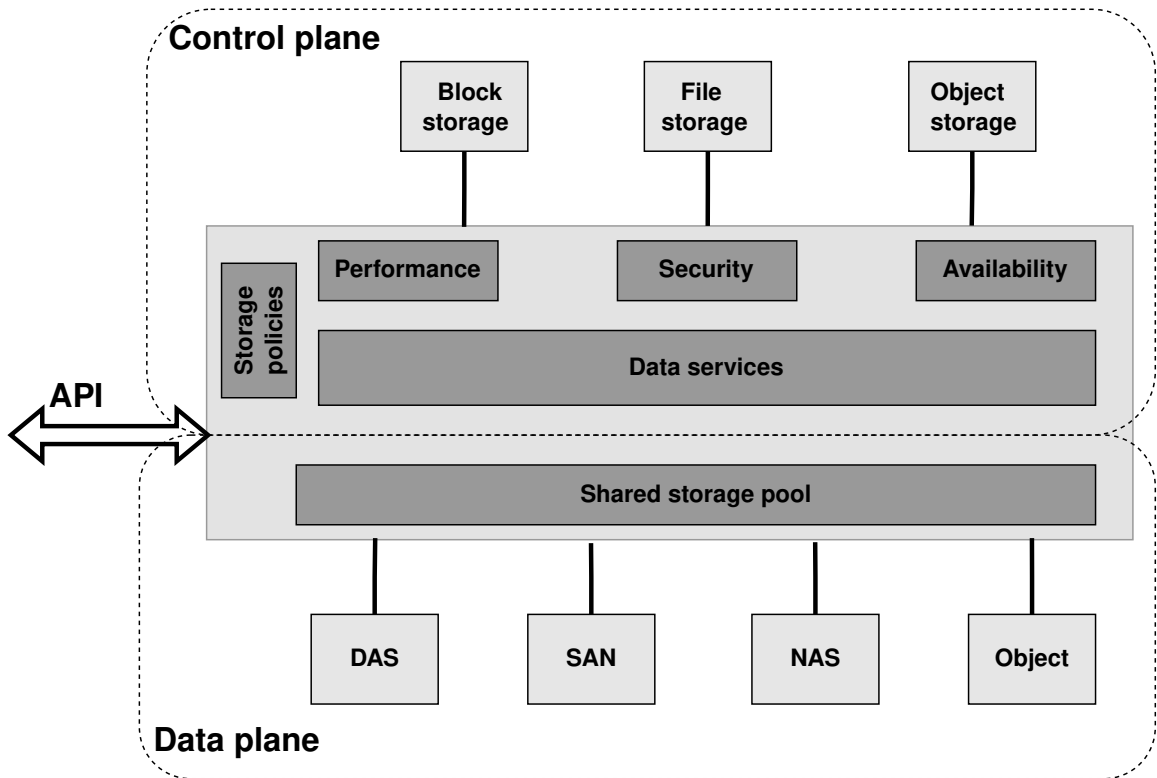 Control plane
Block
storage
File
storage
Object
storage
Performance
Security
Availability
Storage
policies
Data services
API
Shared storage pool
DAS
SAN
NAS
Object
Data plane